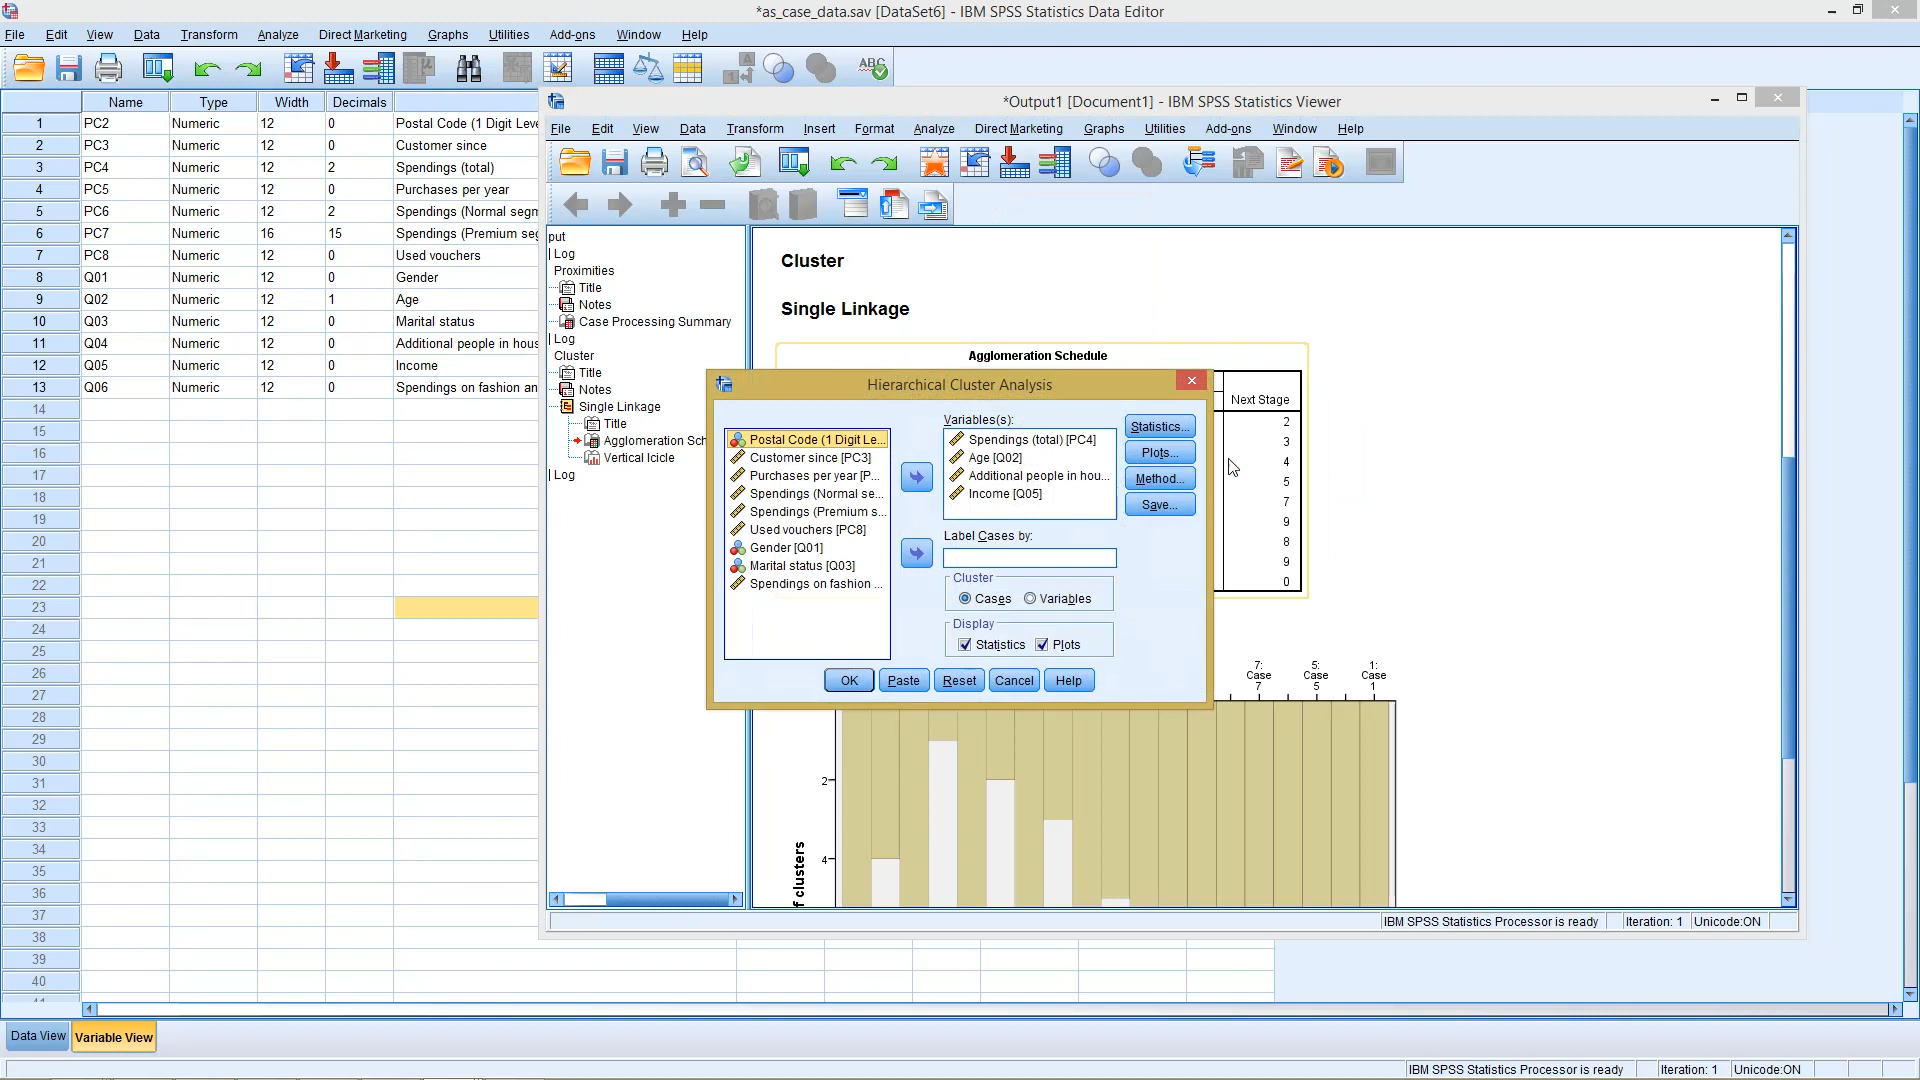 *as_case_data.sav [DataSet6] - IBM SPSS Statistics Data Editor
File Edit View Data Transform Analyze Direct Marketing Graphs Utilities Add-ons Window Help
Name Type Width Decimals
1 PC2 Numeric 12 0 Postal Code (1 Digit Leve
2 PC3 Numeric 12 0 Customer since
3 PC4 Numeric 12 2 Spendings (total)
4 PC5 Numeric 12 0 Purchases per year
5 PC6 Numeric 12 2 Spendings (Normal segm
6 PC7 Numeric 16 15 Spendings (Premium seg
7 PC8 Numeric 12 0 Used vouchers
8 Q01 Numeric 12 0 Gender
9 Q02 Numeric 12 1 Age
10 Q03 Numeric 12 0 Marital status
11 Q04 Numeric 12 0 Additional people in hous
12 Q05 Numeric 12 0 Income
13 Q06 Numeric 12 0 Spendings on fashion an
14
15
16
17
18
19
20
21
22
23
24
25
26
27
28
29
30
31
32
33
34
35
36
37
38
39
40
*Output1 [Document1] - IBM SPSS Statistics Viewer
File Edit View Data Transform Insert Format Analyze Direct Marketing Graphs Utilities Add-ons Window Help
put
Log
Proximities
Title
Notes
Case Processing Summary
Log
Cluster
Title
Notes
Single Linkage
Title
Agglomeration Sch
Vertical Icicle
Log
Cluster
Single Linkage
Agglomeration Schedule
Next Stage
2
3
4
5
7
9
8
9
0
Hierarchical Cluster Analysis
Postal Code (1 Digit Le...
Customer since [PC3]
Purchases per year [P...
Spendings (Normal se...
Spendings (Premium s...
Used vouchers [PC8]
Gender [Q01]
Marital status [Q03]
Spendings on fashion ...
Variables(s):
Spendings (total) [PC4]
Age [Q02]
Additional people in hou...
Income [Q05]
Statistics...
Plots...
Method...
Save...
Label Cases by:
Cluster
Cases Variables
Display
Statistics Plots
OK Paste Reset Cancel Help
7: 5: 1:
Case Case Case
7 5 1
2
4
f clusters
IBM SPSS Statistics Processor is ready Iteration: 1 Unicode:ON
Data View Variable View
IBM SPSS Statistics Processor is ready Iteration: 1 Unicode:ON